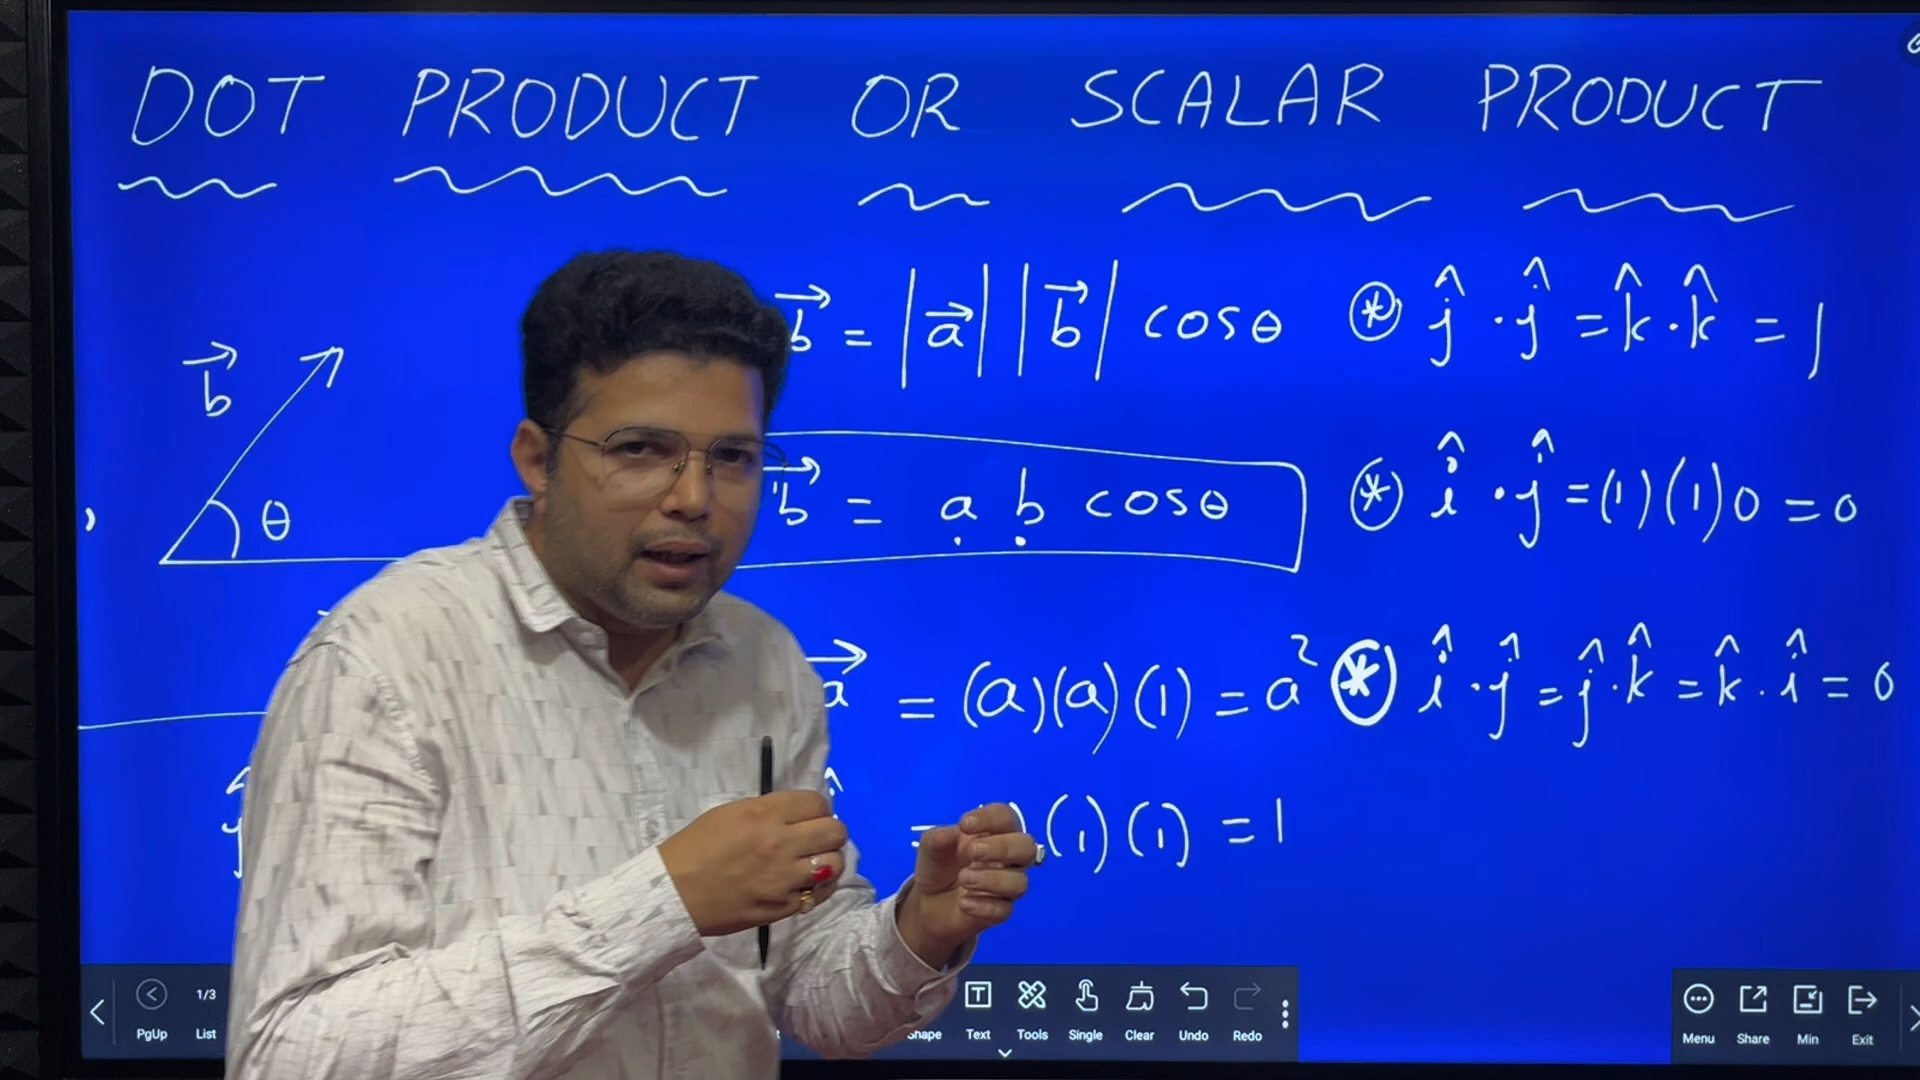 DOT PRODUCT OR SCALAR PRODUCT
b⃗ = |a⃗| |b⃗| cosθ
⊛ ĵ · ĵ = k̂ · k̂ = 1
b⃗
θ
b⃗ = a b cosθ
⊛ î · ĵ = (1)(1)0 = 0
a⃗ = (a)(a)(1) = a²
⊛ î · ĵ = ĵ · k̂ = k̂ · î = 0
(1)(1) = 1
1/3
PgUp List Text Tools Single Clear Undo Redo
Menu Share Min Exit